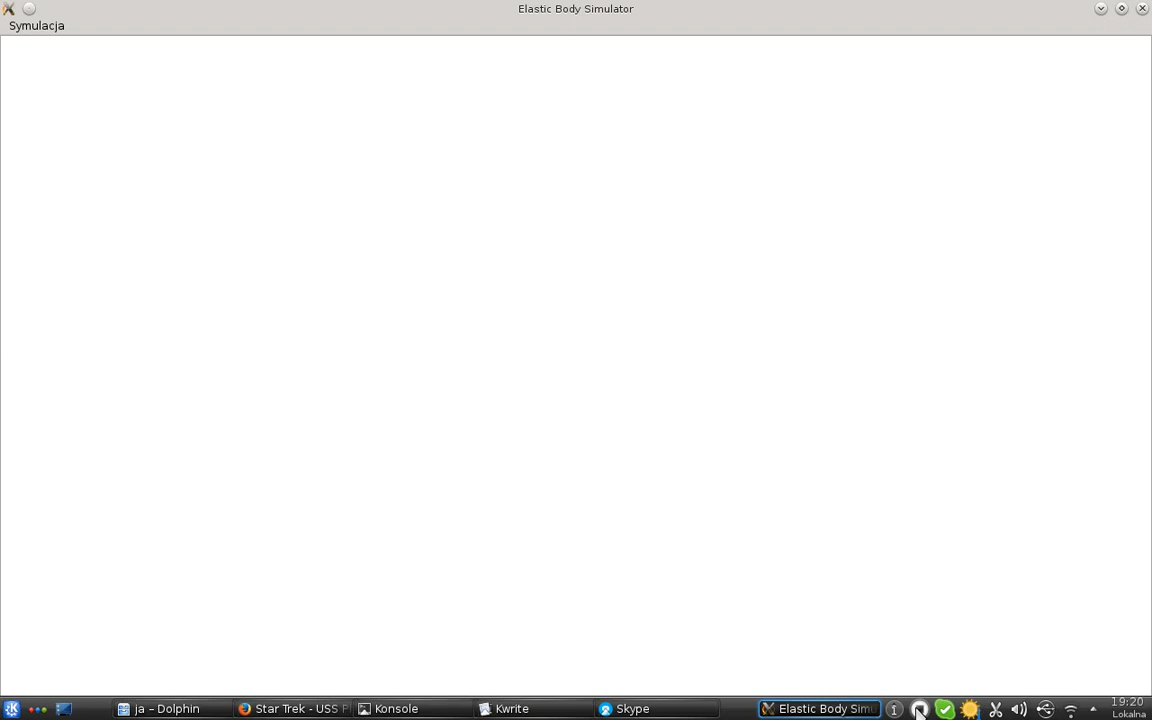 Elastic Body Simulator
Symulacja
ja – Dolphin
Star Trek - USS P
Konsole
Kwrite
Skype
Elastic Body Simu
19:20
Lokalna